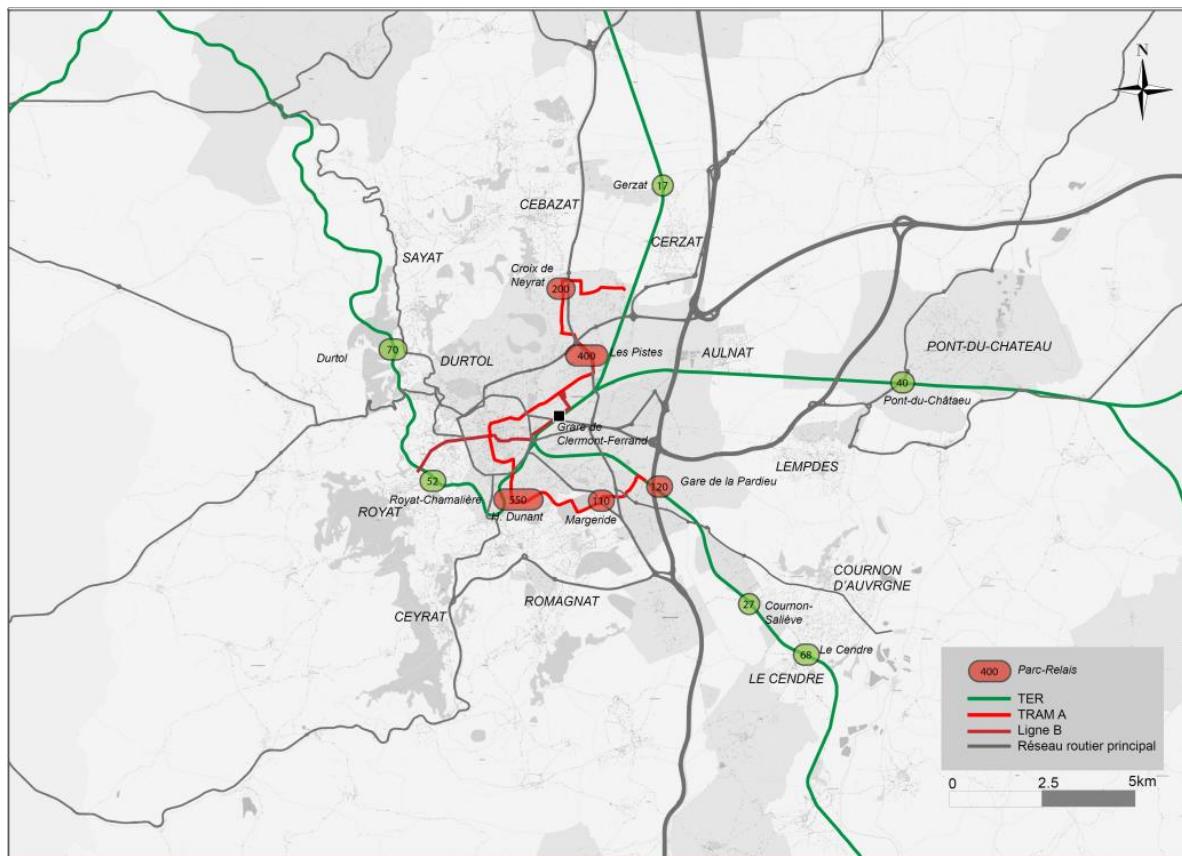 N
Gerzat
17
CEBAZAT
CERZAT
SAYAT
Croix de
Neyrat
200
Durtol
70
DURTOL
400
Les Pistes
AULNAT
PONT-DU-CHATEAU
40
Pont-du-Châtaeu
Grare de
Clermont-Ferrand
LEMPDES
52
Royat-Chamalière
ROYAT
550
H. Dunant
110
Margeride
120
Gare de la Pardieu
COURNON
D'AUVRGNE
ROMAGNAT
CEYRAT
27
Cournon-
Saliève
68
Le Cendre
LE CENDRE
400
Parc-Relais
TER
TRAM A
Ligne B
Réseau routier principal
0 2.5 5km